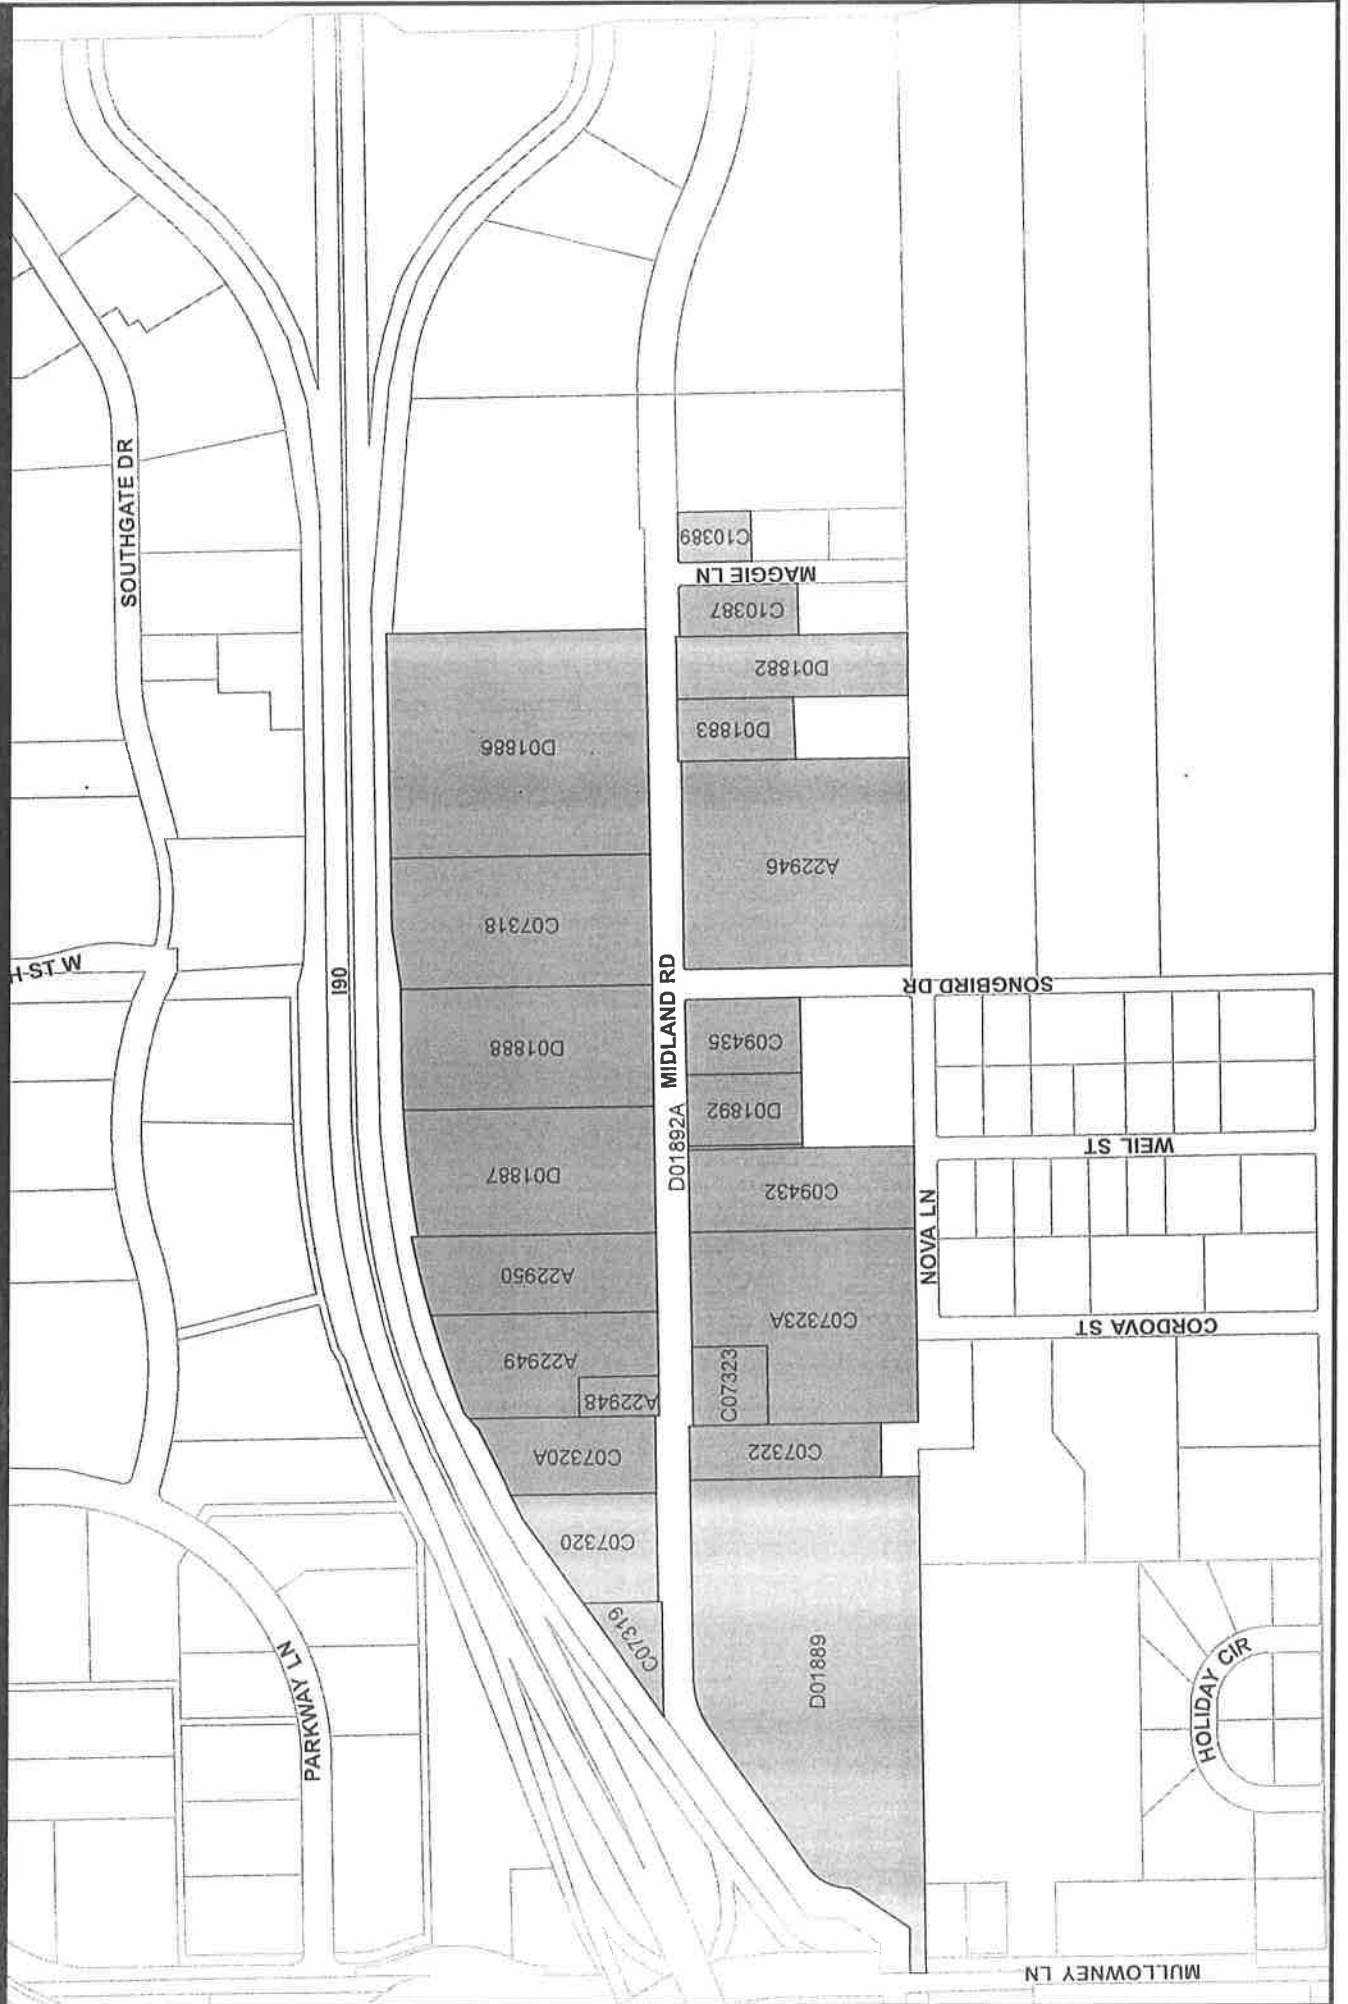 SOUTHGATE DR
C10389
MAGGIE LN
C10387
D01882
D01883
D01886
A22946
C07318
H ST W
190
MIDLAND RD
SONGBIRD DR
D01888
C09435
D01892
D01892A
WEIL ST
D01887
C09432
NOVA LN
A22950
C07323A
CORDOVA ST
A22949
C07323
A22948
C07320A
C07322
C07320
C07319
D01889
PARKWAY LN
HOLIDAY CIR
MULLOWNEY LN